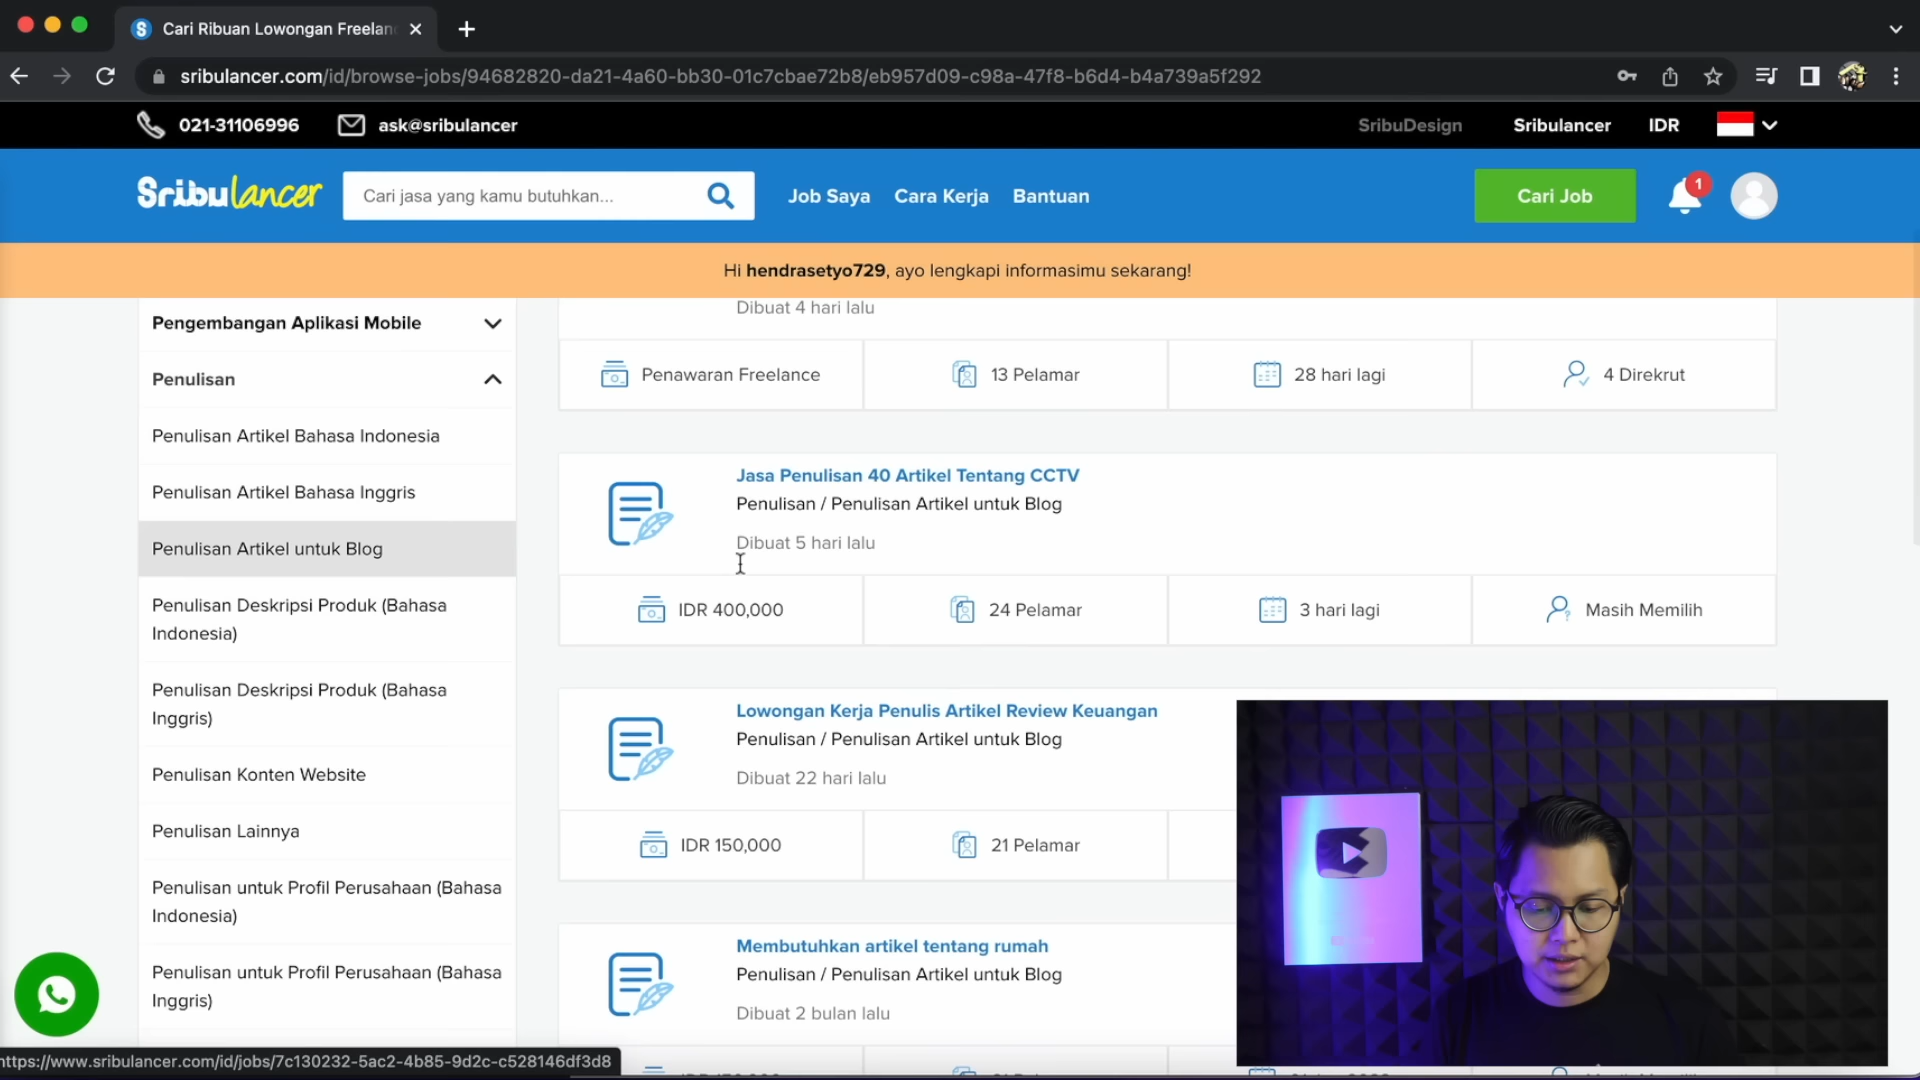 Cari Ribuan Lowongan Freelan
sribulancer.com/id/browse-jobs/94682820-da21-4a60-bb30-01c7cbae72b8/eb957d09-c98a-47f8-b6d4-b4a739a5f292
021-31106996 ask@sribulancer SribuDesign Sribulancer IDR
Sribulancer Cari jasa yang kamu butuhkan... Job Saya Cara Kerja Bantuan Cari Job 1
Hi hendrasetyo729, ayo lengkapi informasimu sekarang!
Pengembangan Aplikasi Mobile
Penulisan
Penulisan Artikel Bahasa Indonesia
Penulisan Artikel Bahasa Inggris
Penulisan Artikel untuk Blog
Penulisan Deskripsi Produk (Bahasa
Indonesia)
Penulisan Deskripsi Produk (Bahasa
Inggris)
Penulisan Konten Website
Penulisan Lainnya
Penulisan untuk Profil Perusahaan (Bahasa
Indonesia)
Penulisan untuk Profil Perusahaan (Bahasa
Inggris)
Dibuat 4 hari lalu
Penawaran Freelance 13 Pelamar 28 hari lagi 4 Direkrut
Jasa Penulisan 40 Artikel Tentang CCTV
Penulisan / Penulisan Artikel untuk Blog
Dibuat 5 hari lalu
IDR 400,000 24 Pelamar 3 hari lagi Masih Memilih
Lowongan Kerja Penulis Artikel Review Keuangan
Penulisan / Penulisan Artikel untuk Blog
Dibuat 22 hari lalu
IDR 150,000 21 Pelamar
Membutuhkan artikel tentang rumah
Penulisan / Penulisan Artikel untuk Blog
Dibuat 2 bulan lalu
https://www.sribulancer.com/id/jobs/7c130232-5ac2-4b85-9d2c-c528146df3d8